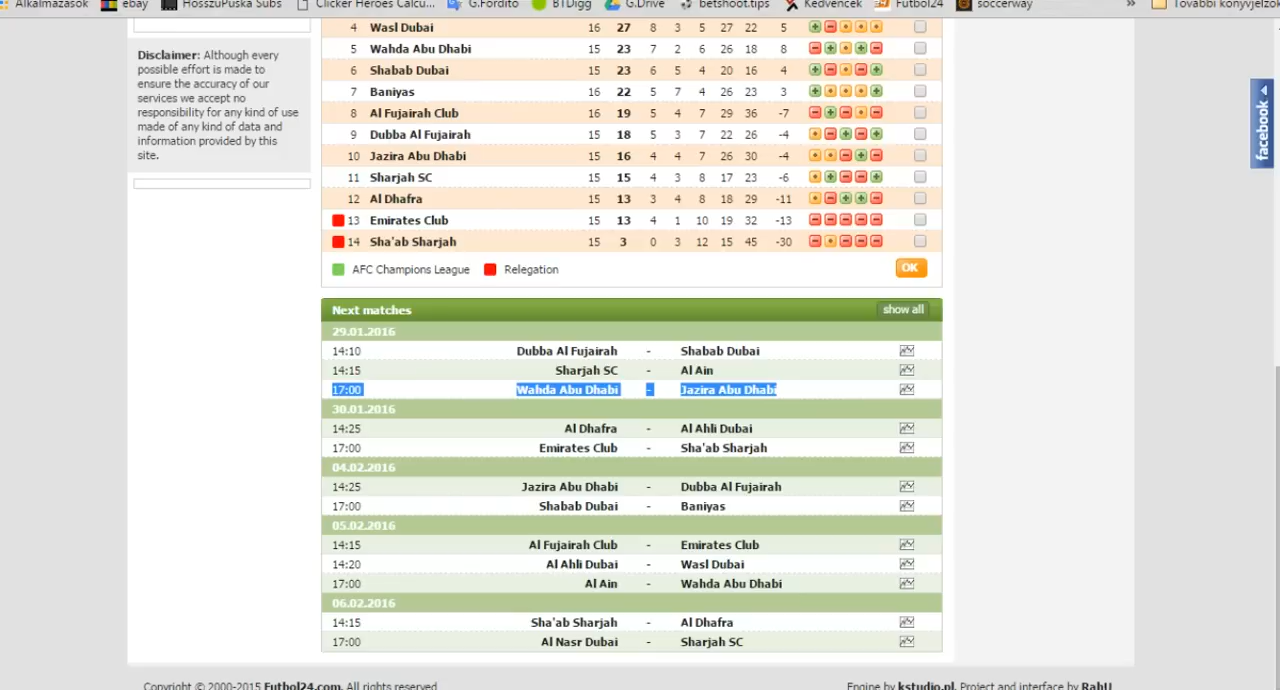 Alkalmazások ebay HosszúPuska Subs Clicker Heroes Calcu... G.Fordító BTDigg G.Drive betshoot.tips Kedvencek Futbol24 soccerway » További könyvjelzők
4 Wasl Dubai 16 27 8 3 5 27 22 5
Disclaimer: Although every
possible effort is made to
ensure the accuracy of our
services we accept no
responsibility for any kind of use
made of any kind of data and
information provided by this
site.
5 Wahda Abu Dhabi 15 23 7 2 6 26 18 8
6 Shabab Dubai 15 23 6 5 4 20 16 4
7 Baniyas 16 22 5 7 4 26 23 3
8 Al Fujairah Club 16 19 5 4 7 29 36 -7
9 Dubba Al Fujairah 15 18 5 3 7 22 26 -4
10 Jazira Abu Dhabi 15 16 4 4 7 26 30 -4
11 Sharjah SC 15 15 4 3 8 17 23 -6
12 Al Dhafra 15 13 3 4 8 18 29 -11
13 Emirates Club 15 13 4 1 10 19 32 -13
14 Sha'ab Sharjah 15 3 0 3 12 15 45 -30
AFC Champions League Relegation OK
facebook
Next matches show all
29.01.2016
14:10 Dubba Al Fujairah - Shabab Dubai
14:15 Sharjah SC - Al Ain
17:00 Wahda Abu Dhabi - Jazira Abu Dhabi
30.01.2016
14:25 Al Dhafra - Al Ahli Dubai
17:00 Emirates Club - Sha'ab Sharjah
04.02.2016
14:25 Jazira Abu Dhabi - Dubba Al Fujairah
17:00 Shabab Dubai - Baniyas
05.02.2016
14:15 Al Fujairah Club - Emirates Club
14:20 Al Ahli Dubai - Wasl Dubai
17:00 Al Ain - Wahda Abu Dhabi
06.02.2016
14:15 Sha'ab Sharjah - Al Dhafra
17:00 Al Nasr Dubai - Sharjah SC
Copyright © 2000-2015 Futbol24.com. All rights reserved Engine by kstudio.pl. Project and interface by RahU